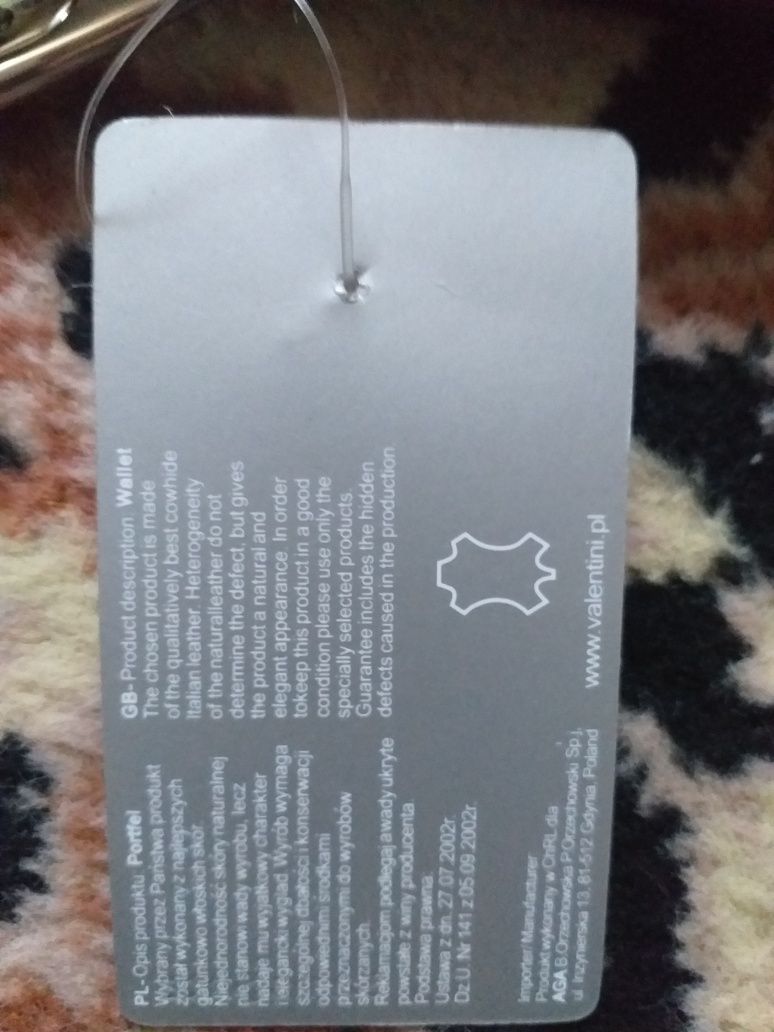 PL-Opis produktu: Portfel
Wybrany przez Państwa produkt
został wykonany z najlepszych
gatunkowo włoskich skór.
Niejednorodność skóry naturalnej
nie stanowi wady wyrobu, lecz
nadaje mu wyjątkowy charakter
i elegancki wygląd. Wyrób wymaga
szczególnej dbałości i konserwacji
odpowiednimi środkami
przeznaczonymi do wyrobów
skórzanych.
Reklamacjom podlegają wady ukryte
powstałe z winy producenta.
Podstawa prawna:
Ustawa z dn. 27.07.2002r.
Dz.U. Nr 141 z 05.09.2002r.
Importer/ Manufacturer
Produkt wykonany w ChRL dla
AGA B.Orzechowska P.Orzechowski Sp.j.
ul. Inżynierska 13, 81-512 Gdynia, Poland
GB- Product description: Wallet
The chosen product is made
of the qualitatively best cowhide
Italian leather. Heterogeneity
of the naturalleather do not
determine the defect, but gives
the product a natural and
elegant appearance. In order
tokeep this product in a good
condition please use only the
specially selected products.
Guarantee includes the hidden
defects caused in the production.
www.valentini.pl